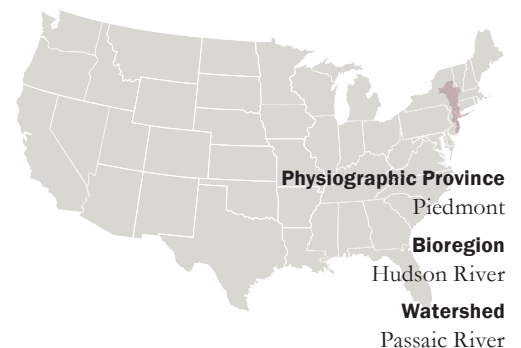 Physiographic Province
Piedmont
Bioregion
Hudson River
Watershed
Passaic River